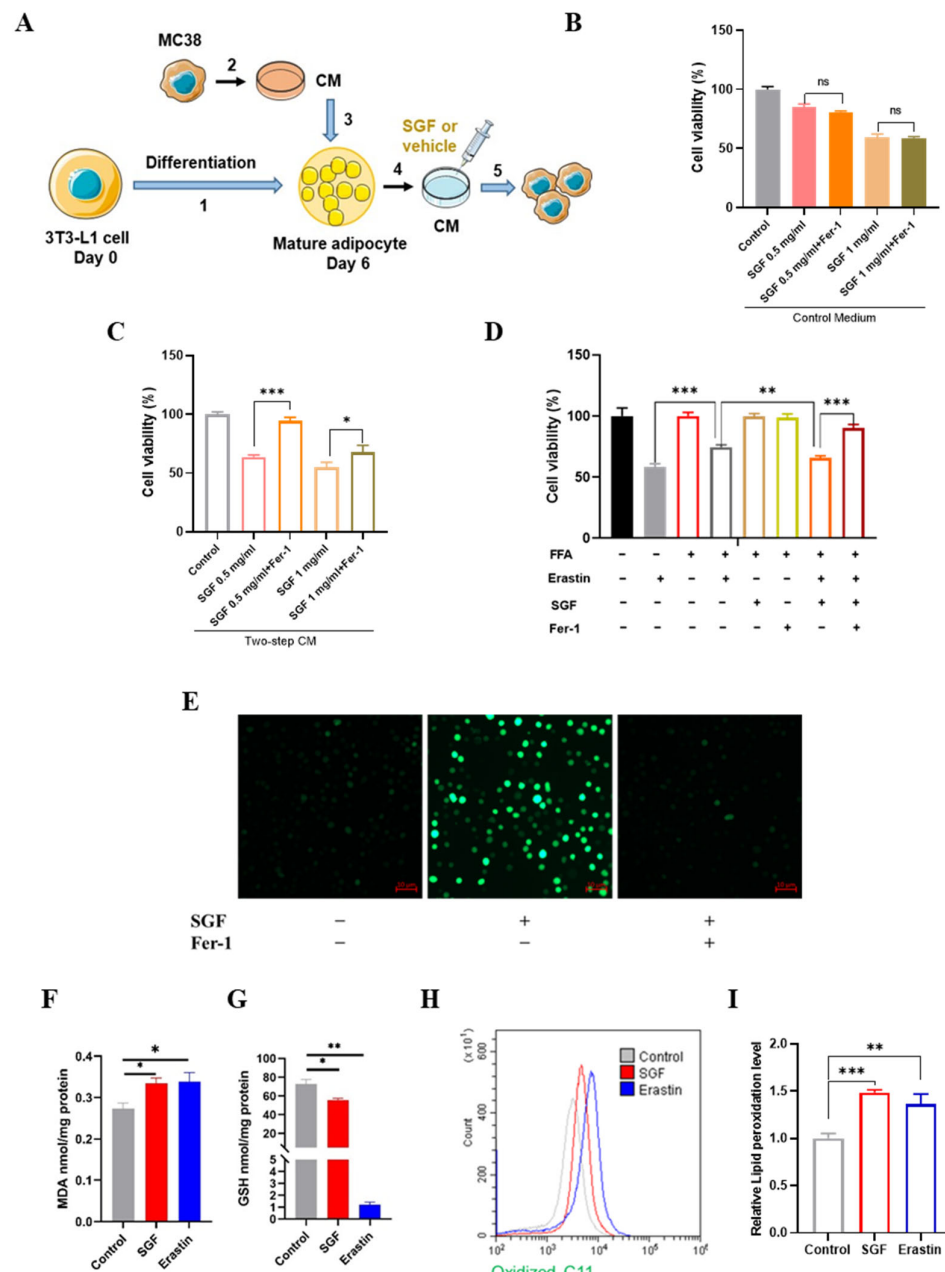 A
MC38
2
CM
3
SGF or
vehicle
Differentiation
1
4
5
3T3-L1 cell
Day 0
Mature adipocyte
Day 6
CM
B
Cell viability (%)
150
100
50
0
ns
ns
Control
SGF 0.5 mg/ml
SGF 0.5 mg/ml+Fer-1
SGF 1 mg/ml
SGF 1 mg/ml+Fer-1
Control Medium
C
Cell viability (%)
150
100
50
0
***
*
Control
SGF 0.5 mg/ml
SGF 0.5 mg/ml+Fer-1
SGF 1 mg/ml
SGF 1 mg/ml+Fer-1
Two-step CM
D
Cell viability (%)
150
100
50
0
*** ** ***
FFA − − + + + + + +
Erastin − + − + − − + +
SGF − − − − + − + +
Fer-1 − − − − − + − +
E
SGF − + +
Fer-1 − − +
F
MDA nmol/mg protein
0.4
0.3
0.2
0.1
0.0
*
*
Control
SGF
Erastin
G
GSH nmol/mg protein
100
80
60
40
20
5
4
3
2
1
0
**
*
Control
SGF
Erastin
H
(x 10¹)
Count
600
400
200
0
Control
SGF
Erastin
10² 10³ 10⁴ 10⁵ 10⁶
Oxidized C11
I
Relative Lipid peroxidation level
2.0
1.5
1.0
0.5
0.0
**
***
Control SGF Erastin